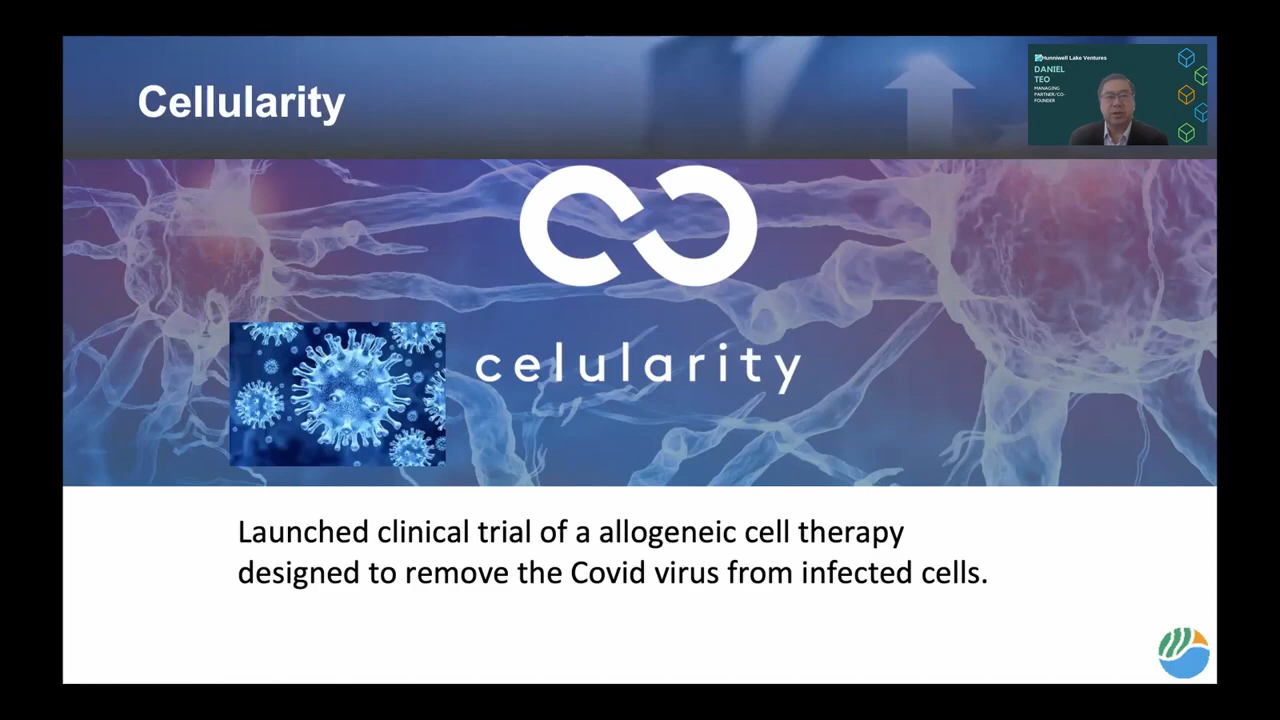 Cellularity
Hunniwell Lake Ventures
DANIEL
TEO
MANAGING
PARTNER/CO-
FOUNDER
celularity
Launched clinical trial of a allogeneic cell therapy
designed to remove the Covid virus from infected cells.